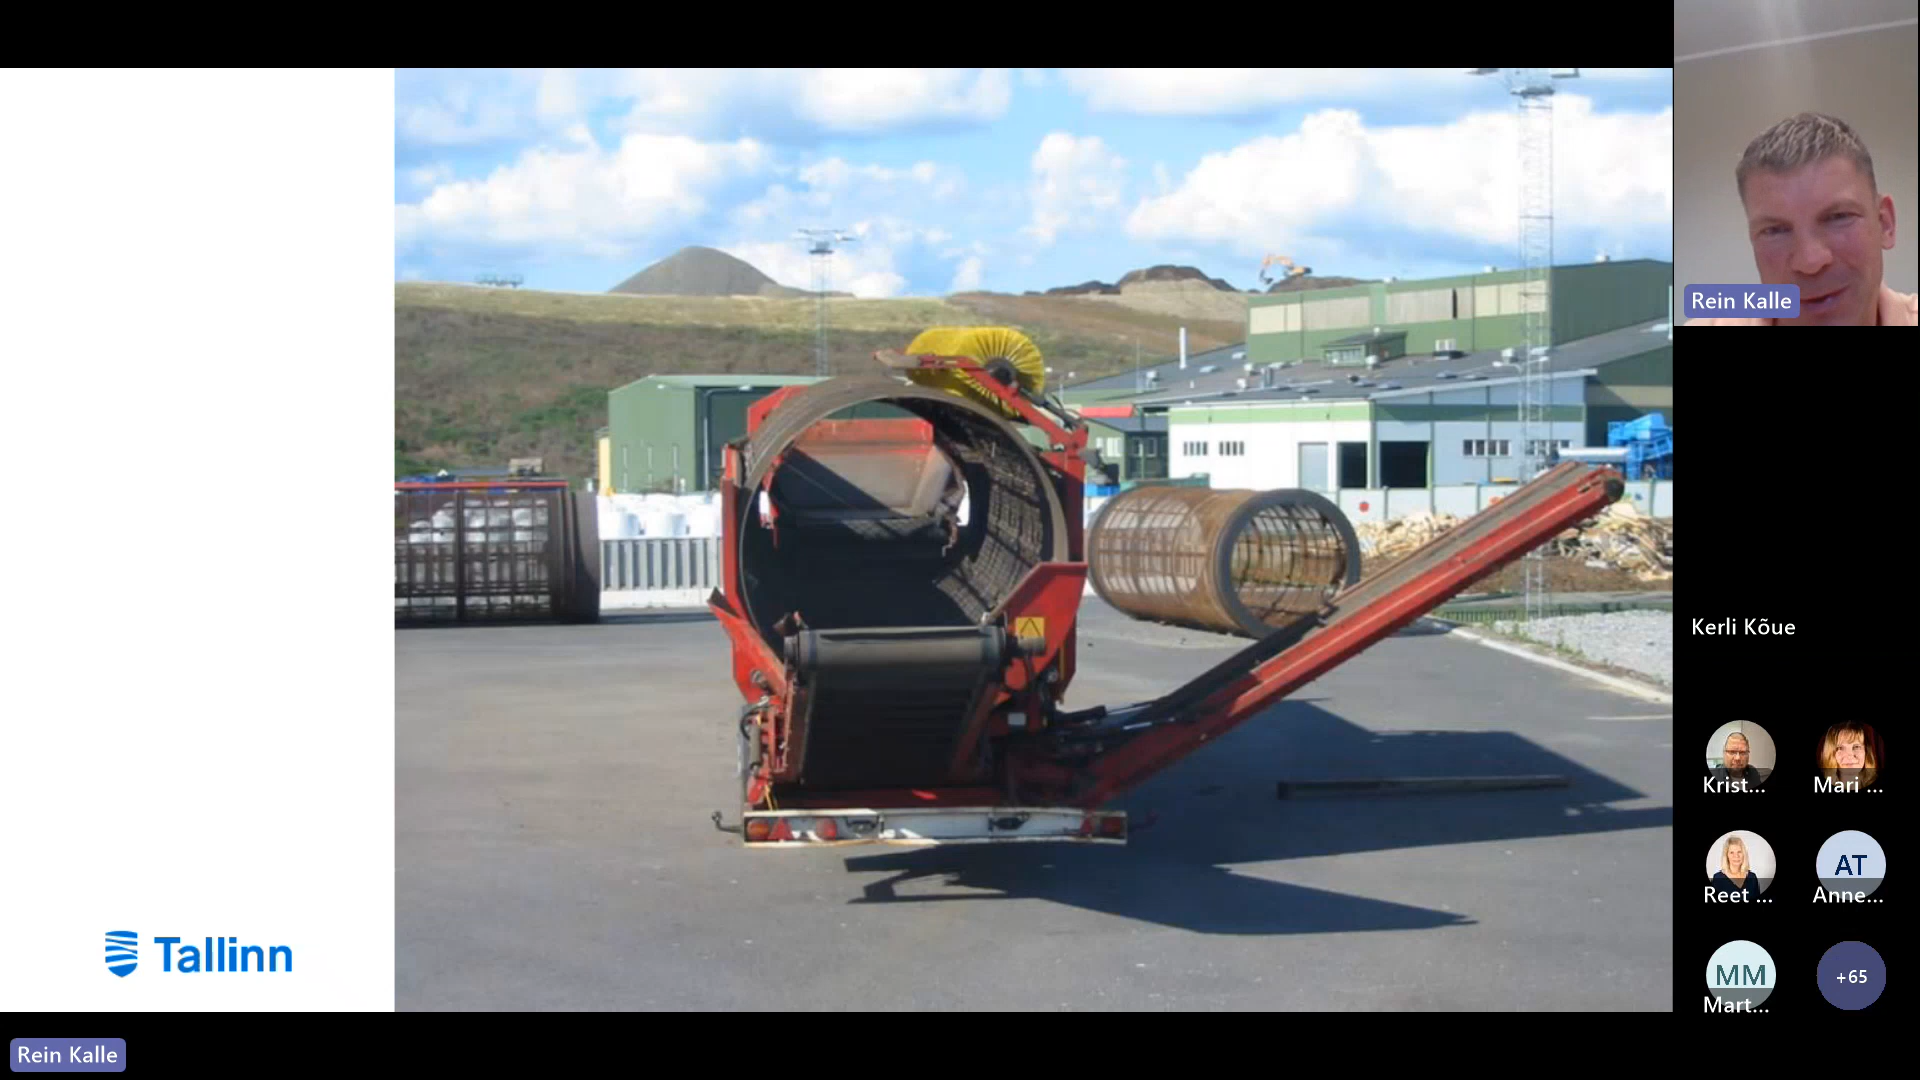 Rein Kalle
Kerli Kõue
Krist...
Mari ...
Reet ...
AT
Anne...
MM
Mart...
+65
Tallinn
Rein Kalle